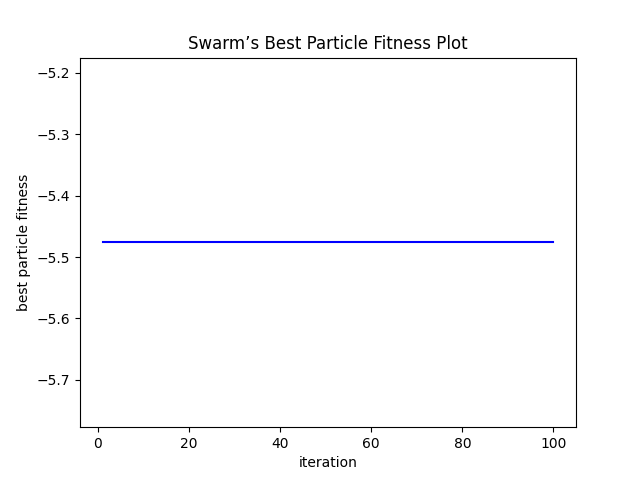 Swarm’s Best Particle Fitness Plot
best particle fitness
−5.2
−5.3
−5.4
−5.5
−5.6
−5.7
0 20 40 60 80 100
iteration